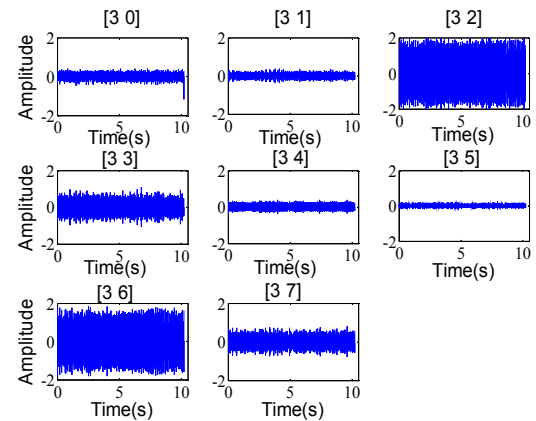 [3 0] [3 1] [3 2]
2 2 2
Amplitude 0 0 0
-2 -2 -2
0 5 10 0 5 10 0 5 10
Time(s) Time(s) Time(s)
[3 3] [3 4] [3 5]
2 2 2
Amplitude 0 0 0
-2 -2 -2
0 5 10 0 5 10 0 5 10
Time(s) Time(s) Time(s)
[3 6] [3 7]
2 2
Amplitude 0 0
-2 -2
0 5 10 0 5 10
Time(s) Time(s)